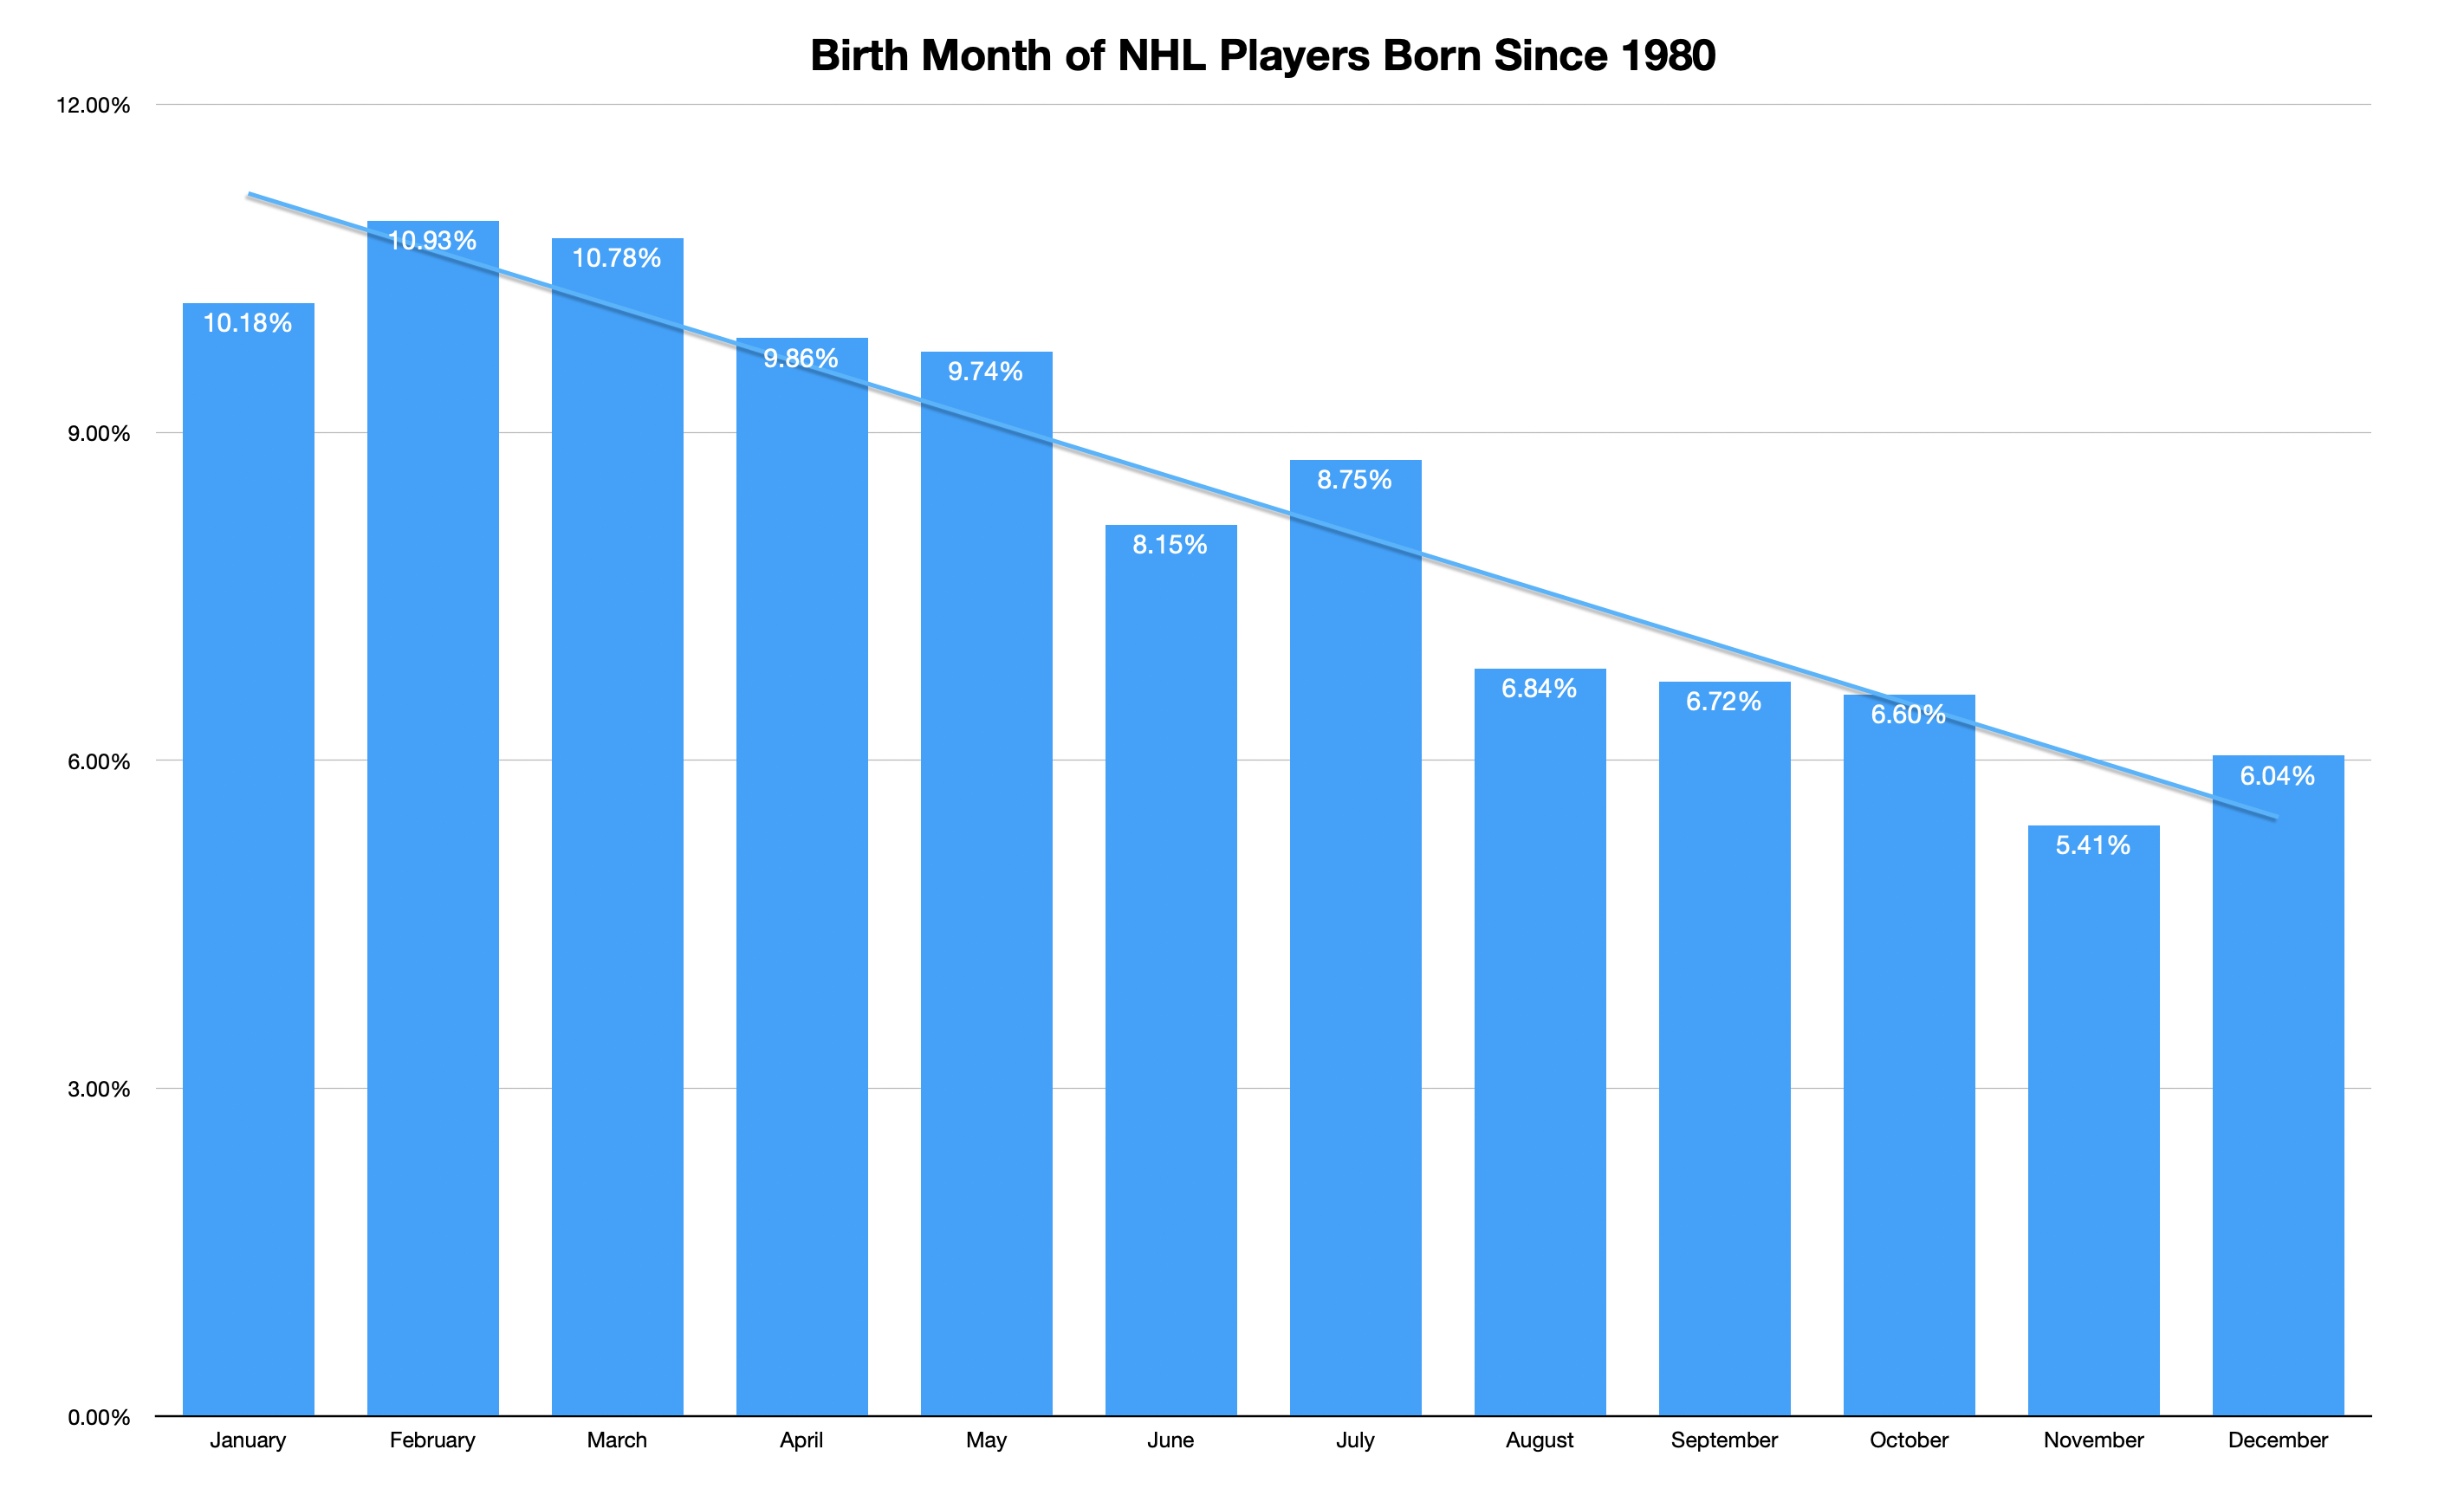 Birth Month of NHL Players Born Since 1980
12.00%
9.00%
6.00%
3.00%
0.00%
10.18%
10.93%
10.78%
9.86%
9.74%
8.15%
8.75%
6.84%
6.72%
6.60%
5.41%
6.04%
January
February
March
April
May
June
July
August
September
October
November
December